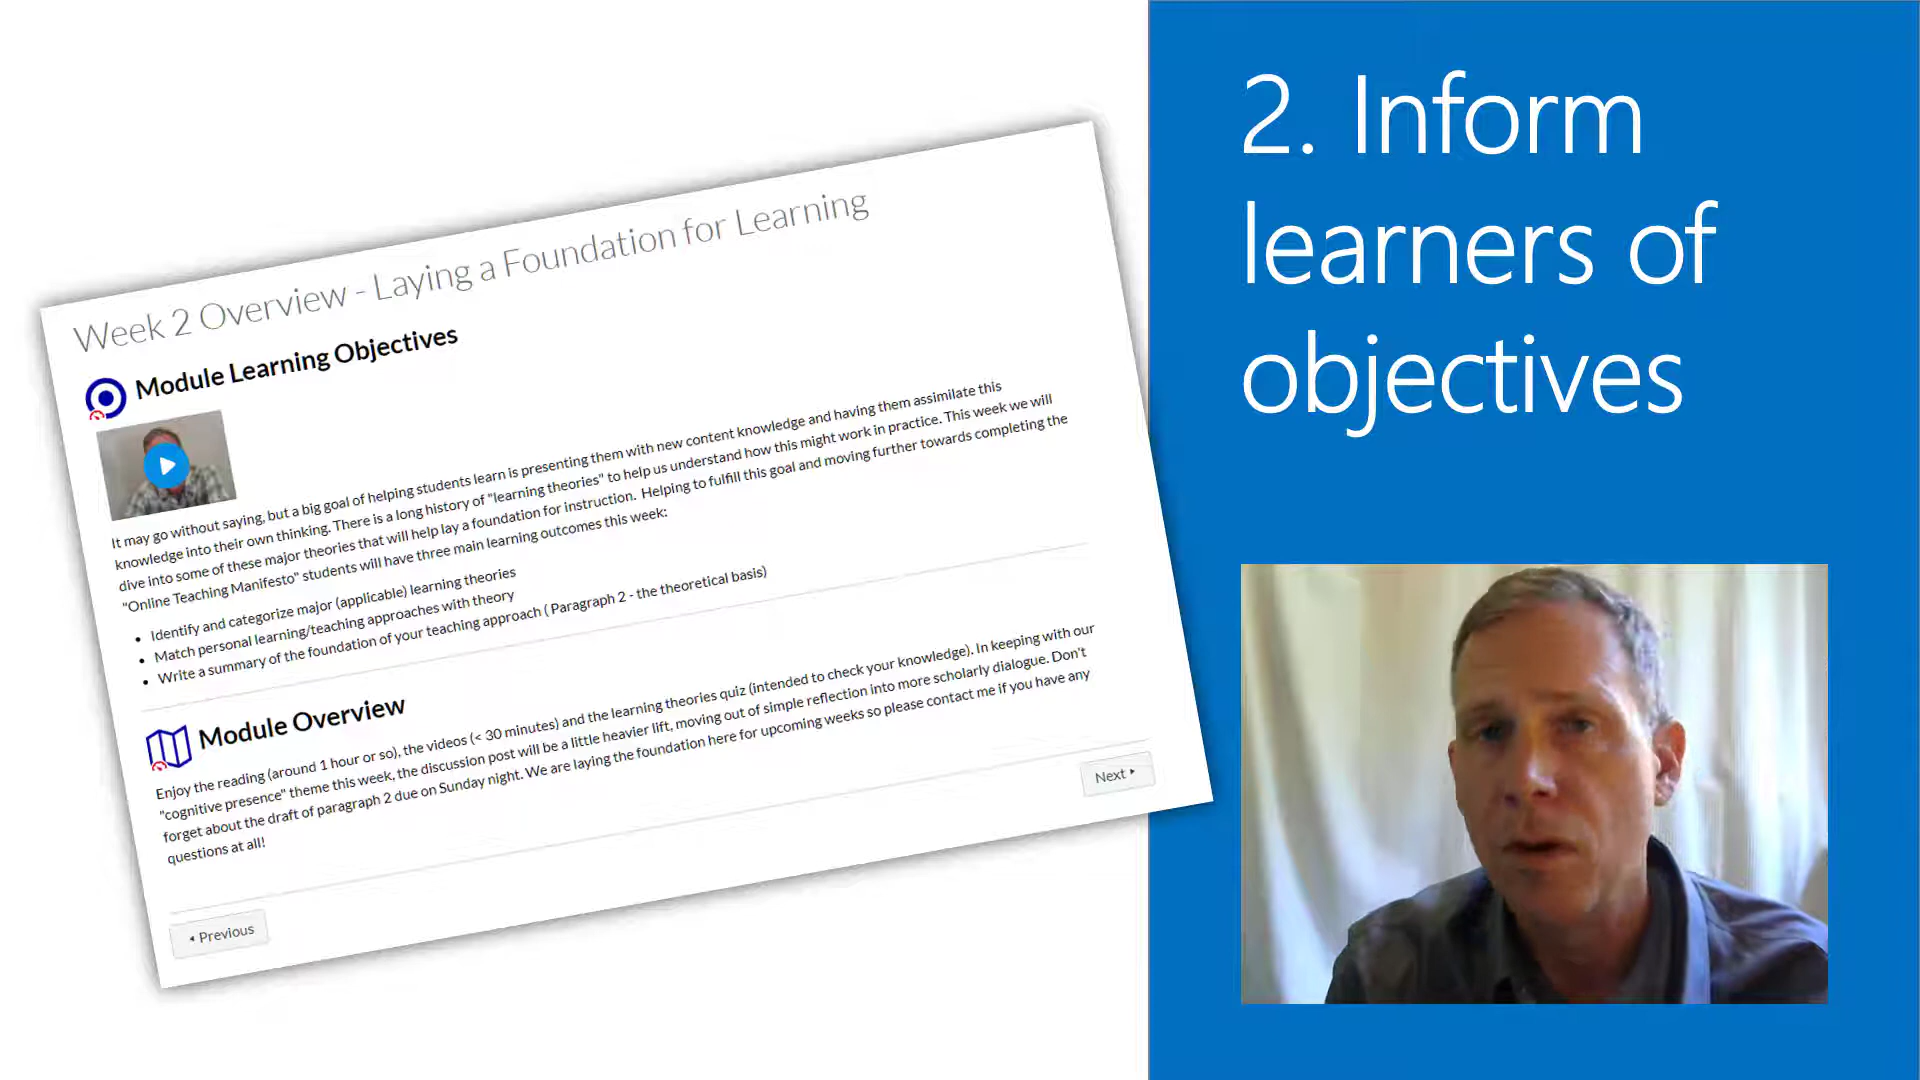 Week 2 Overview - Laying a Foundation for Learning
Module Learning Objectives
It may go without saying, but a big goal of helping students learn is presenting them with new content knowledge and having them assimilate this
knowledge into their own thinking. There is a long history of "learning theories" to help us understand how this might work in practice. This week we will
dive into some of these major theories that will help lay a foundation for instruction. Helping to fulfill this goal and moving further towards completing the
"Online Teaching Manifesto" students will have three main learning outcomes this week:
• Identify and categorize major (applicable) learning theories
• Match personal learning/teaching approaches with theory
• Write a summary of the foundation of your teaching approach ( Paragraph 2 - the theoretical basis)
Module Overview
Enjoy the reading (around 1 hour or so), the videos (< 30 minutes) and the learning theories quiz (intended to check your knowledge). In keeping with our
"cognitive presence" theme this week, the discussion post will be a little heavier lift, moving out of simple reflection into more scholarly dialogue. Don't
forget about the draft of paragraph 2 due on Sunday night. We are laying the foundation here for upcoming weeks so please contact me if you have any
questions at all!
Previous
Next
2. Inform
learners of
objectives